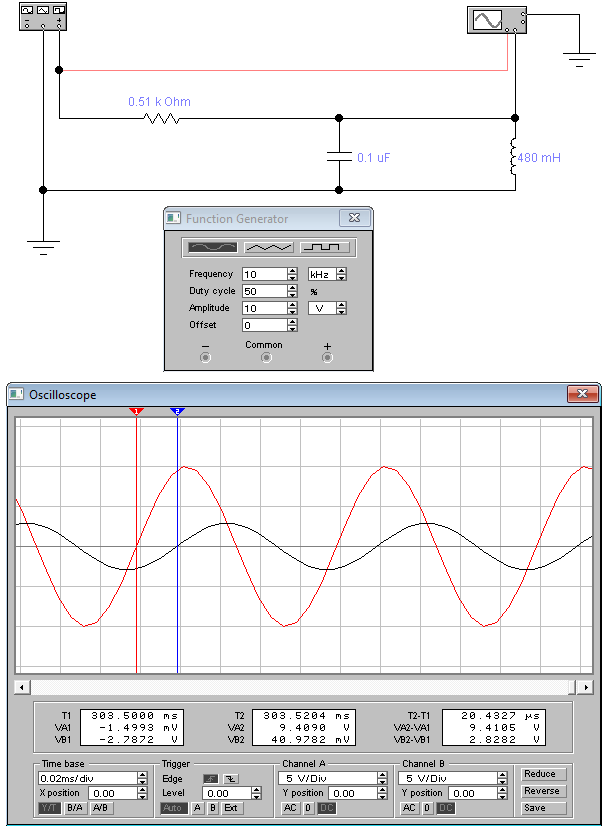 0.51 k Ohm
0.1 uF
480 mH
Function Generator
Frequency 10 kHz
Duty cycle 50 %
Amplitude 10 V
Offset 0
− Common +
Oscilloscope
1 2
T1 303.5000 ms T2 303.5204 ms T2-T1 20.4327 µs
VA1 -1.4993 mV VA2 9.4090 V VA2-VA1 9.4105 V
VB1 -2.7872 V VB2 40.9782 mV VB2-VB1 2.8282 V
Time base Trigger Channel A Channel B
0.02ms/div Edge 5 V/Div 5 V/Div Reduce
X position 0.00 Level 0.00 Y position 0.00 Y position 0.00 Reverse
Y/T B/A A/B Auto A B Ext AC 0 DC AC 0 DC Save